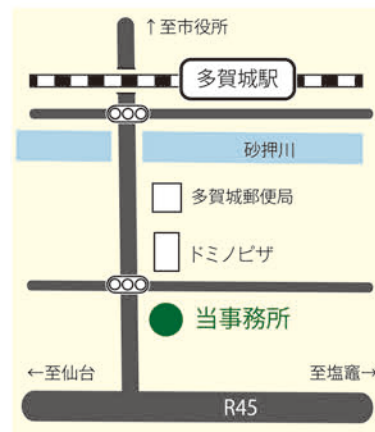 ↑至市役所
多賀城駅
砂押川
多賀城郵便局
ドミノピザ
当事務所
←至仙台
至塩竈→
R45